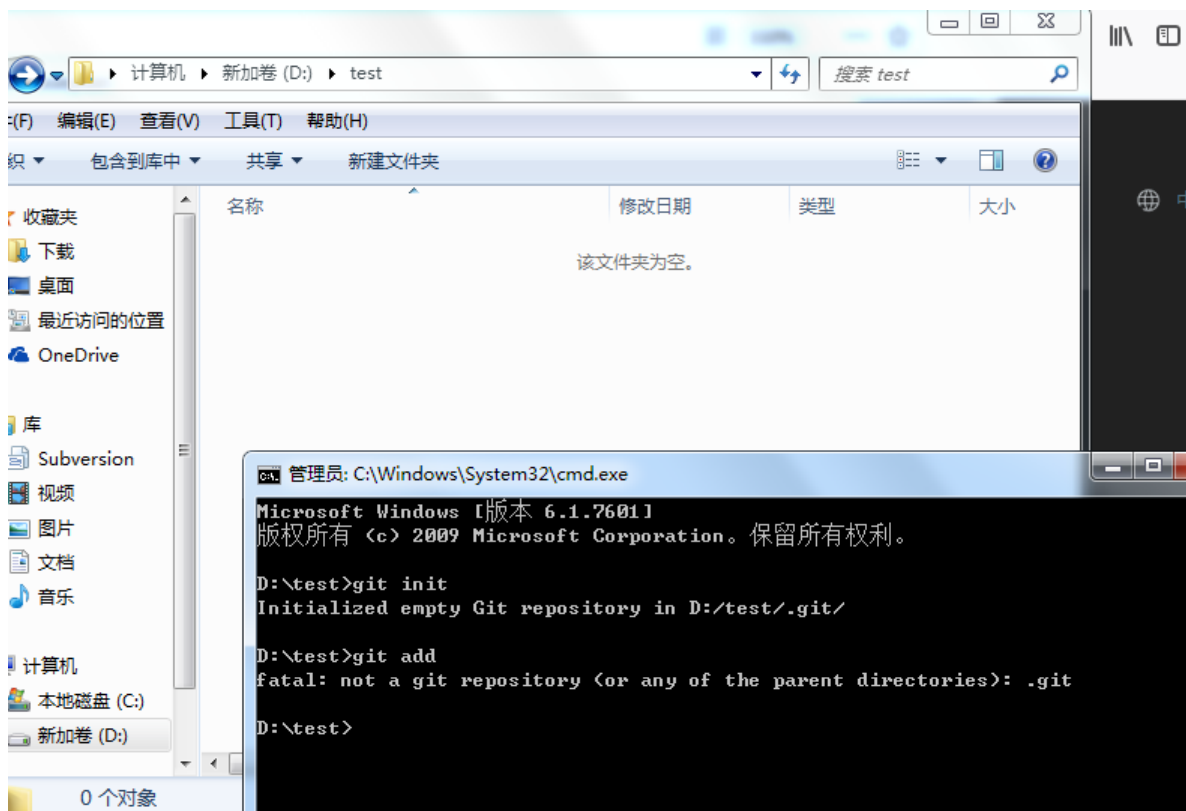 计算机 新加卷 (D:) test 搜索 test
(F) 编辑(E) 查看(V) 工具(T) 帮助(H)
织 包含到库中 共享 新建文件夹
名称 修改日期 类型 大小
该文件夹为空。
收藏夹
下载
桌面
最近访问的位置
OneDrive
库
Subversion
视频
图片
文档
音乐
计算机
本地磁盘 (C:)
新加卷 (D:)
0 个对象
中
管理员: C:\Windows\System32\cmd.exe
Microsoft Windows [版本 6.1.7601]
版权所有 (c) 2009 Microsoft Corporation。保留所有权利。
D:\test>git init
Initialized empty Git repository in D:/test/.git/
D:\test>git add
fatal: not a git repository (or any of the parent directories): .git
D:\test>